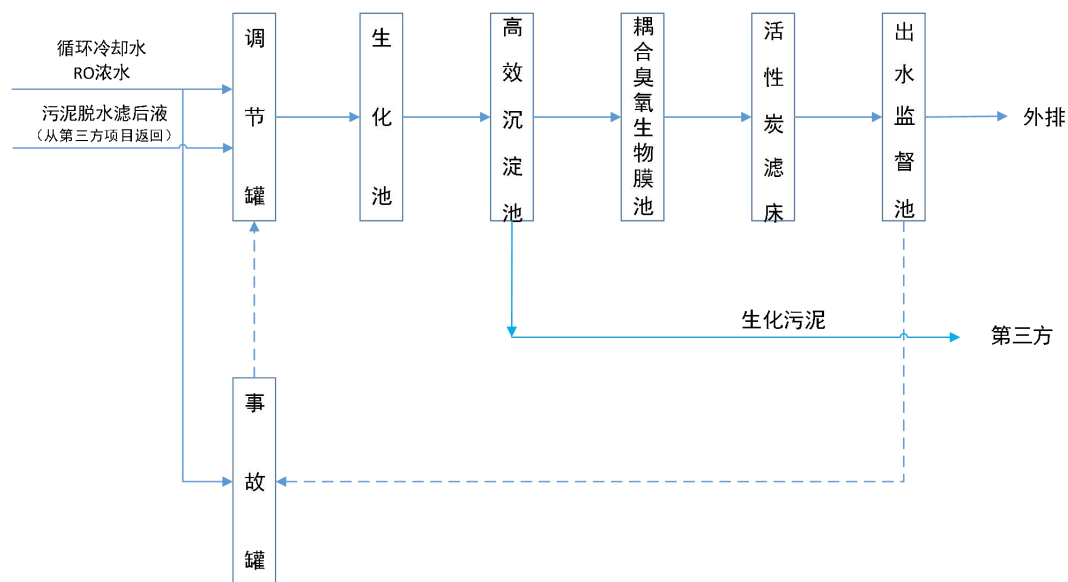 循环冷却水
RO浓水
污泥脱水滤后液
（从第三方项目返回）
调节罐
生化池
高效沉淀池
耦合臭氧生物膜池
活性炭滤床
出水监督池
外排
生化污泥
第三方
事故罐